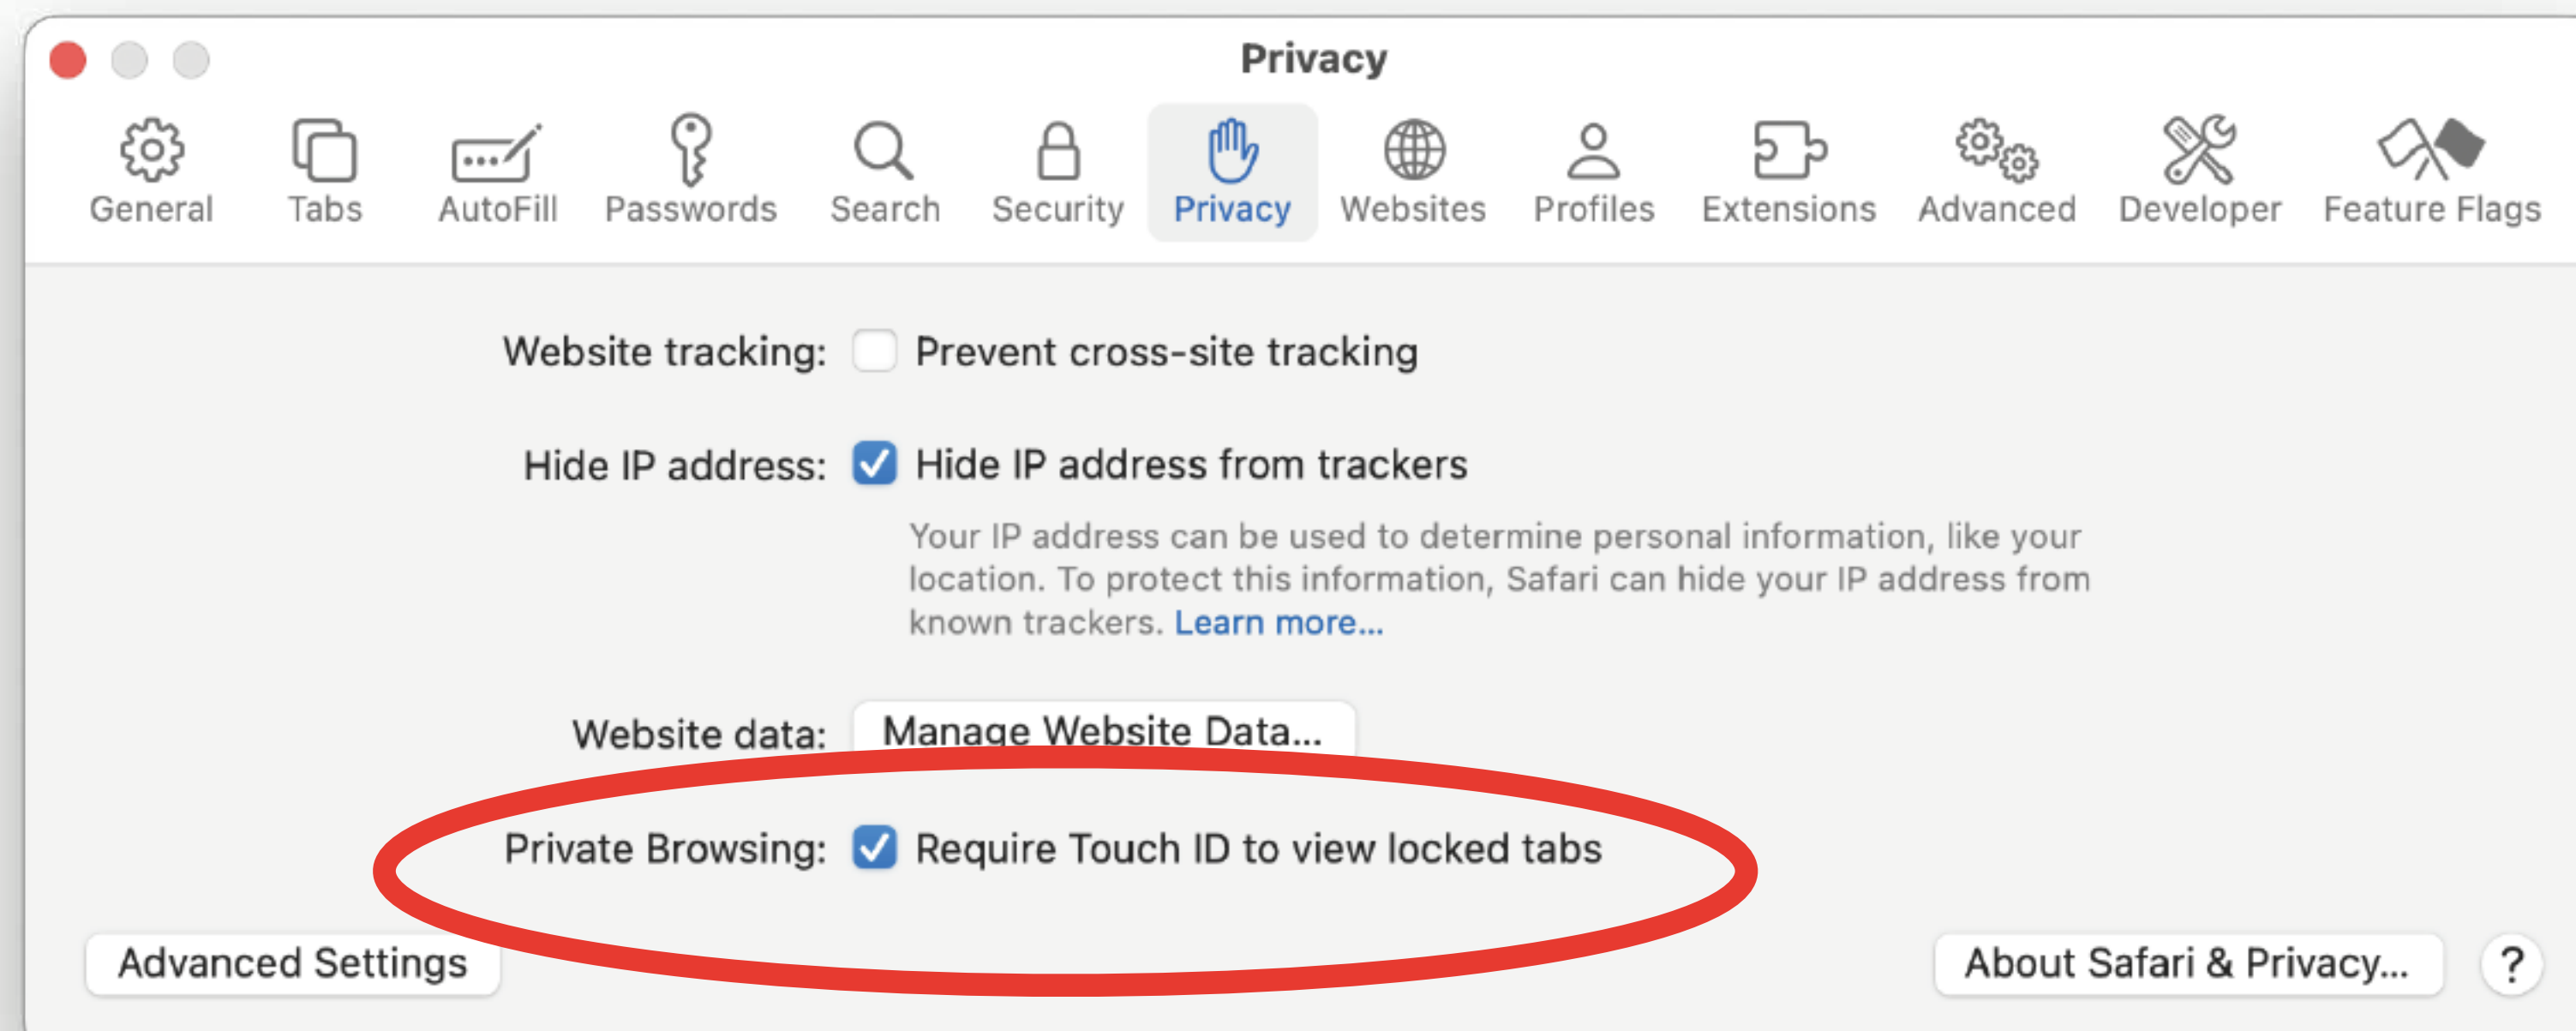 Privacy
General Tabs AutoFill Passwords Search Security Privacy Websites Profiles Extensions Advanced Developer Feature Flags
Website tracking: Prevent cross-site tracking
Hide IP address: Hide IP address from trackers
Your IP address can be used to determine personal information, like your
location. To protect this information, Safari can hide your IP address from
known trackers. Learn more...
Website data: Manage Website Data...
Private Browsing: Require Touch ID to view locked tabs
Advanced Settings About Safari & Privacy... ?